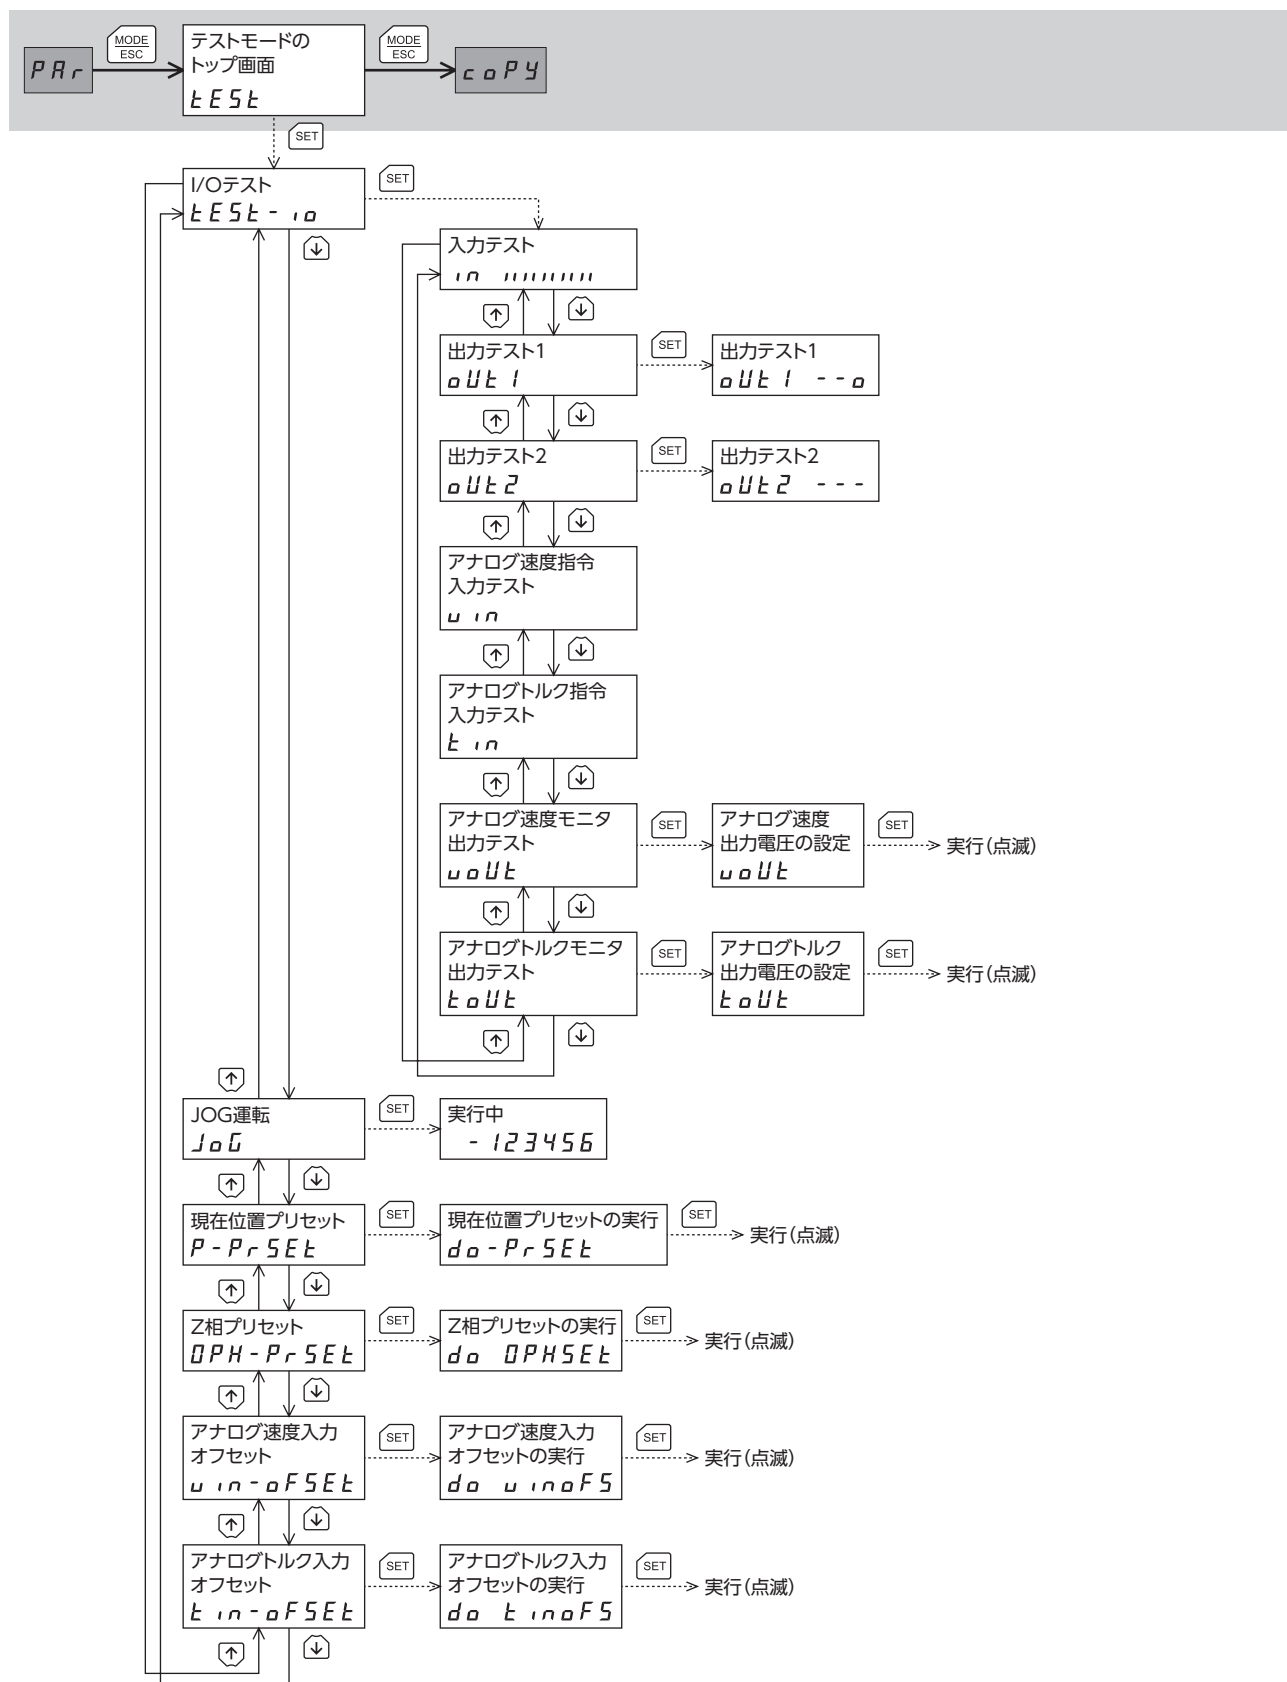 PAr
MODE
ESC
テストモードの
トップ画面
tESt
MODE
ESC
coPY
SET
I/Oテスト
tESt-io
SET
入力テスト
in
出力テスト1
oUt1
SET
出力テスト1
oUt1 --o
出力テスト2
oUt2
SET
出力テスト2
oUt2 ---
アナログ速度指令
入力テスト
vin
アナログトルク指令
入力テスト
tin
アナログ速度モニタ
出力テスト
voUt
SET
アナログ速度
出力電圧の設定
voUt
SET
実行(点滅)
アナログトルクモニタ
出力テスト
toUt
SET
アナログトルク
出力電圧の設定
toUt
SET
実行(点滅)
JOG運転
JoG
SET
実行中
-123456
現在位置プリセット
P-PrSEt
SET
現在位置プリセットの実行
do-PrSEt
SET
実行(点滅)
Z相プリセット
0PH-PrSEt
SET
Z相プリセットの実行
do 0PHSEt
SET
実行(点滅)
アナログ速度入力
オフセット
vin-oFSEt
SET
アナログ速度入力
オフセットの実行
do vinoFS
SET
実行(点滅)
アナログトルク入力
オフセット
tin-oFSEt
SET
アナログトルク入力
オフセットの実行
do tinoFS
SET
実行(点滅)